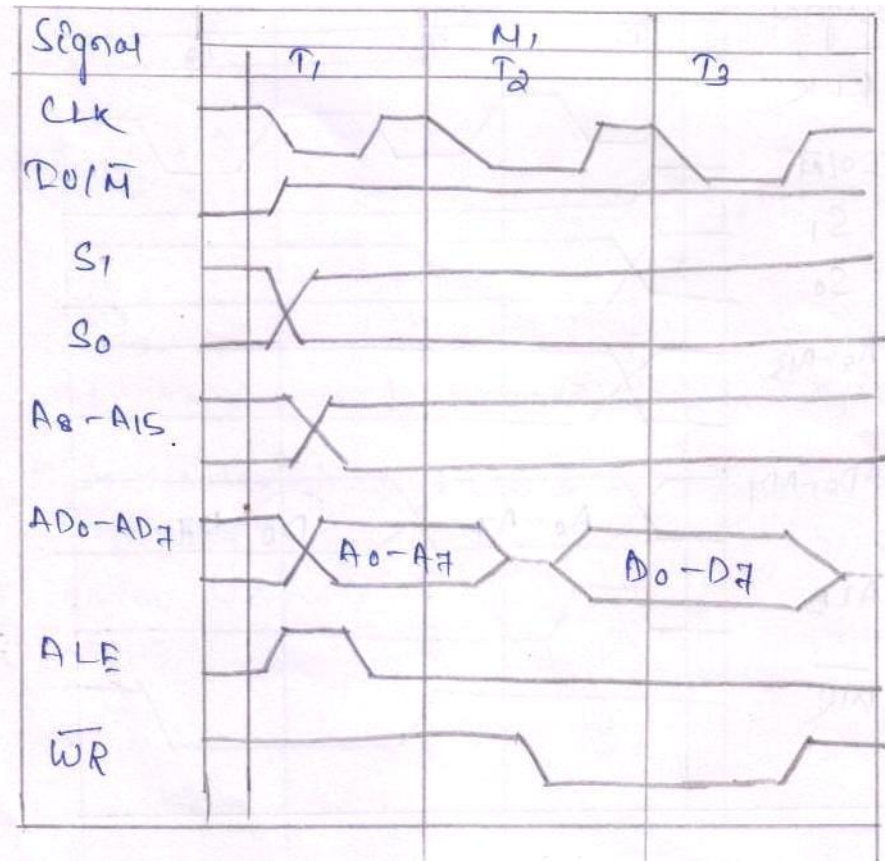 Signal M1
T1 T2 T3
CLK
IO/M̅
S1
S0
A8-A15.
AD0-AD7 A0-A7 D0-D7
ALE
W̅R̅